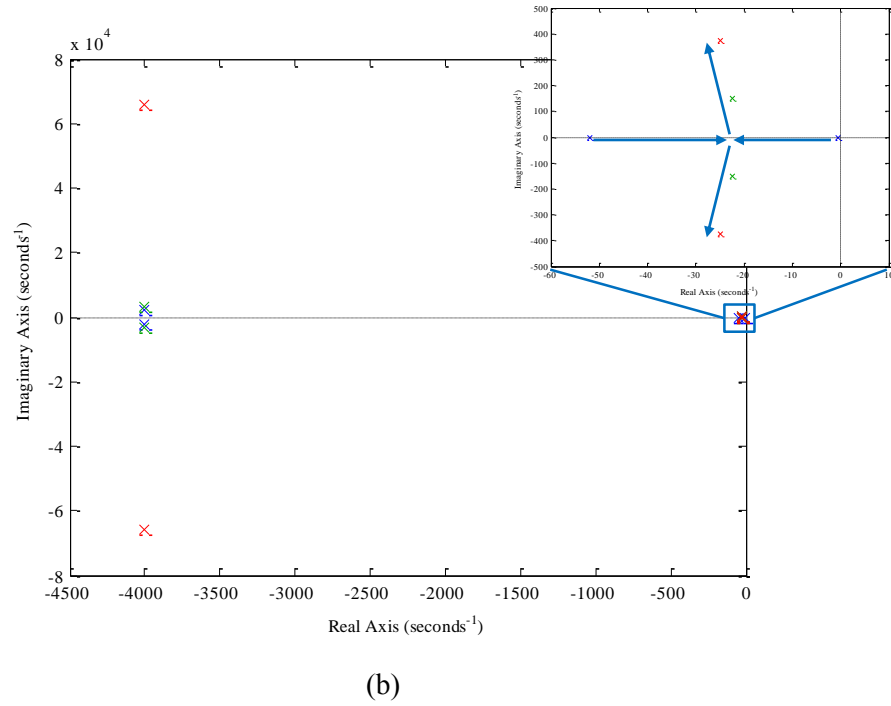 x 10⁴
8
6
4
2
0
-2
-4
-6
-8
Imaginary Axis (seconds⁻¹)
-4500 -4000 -3500 -3000 -2500 -2000 -1500 -1000 -500 0
Real Axis (seconds⁻¹)
500
400
300
200
100
0
-100
-200
-300
-400
-500
Imaginary Axis (seconds⁻¹)
-60 -50 -40 -30 -20 -10 0 10
Real Axis (seconds⁻¹)
(b)